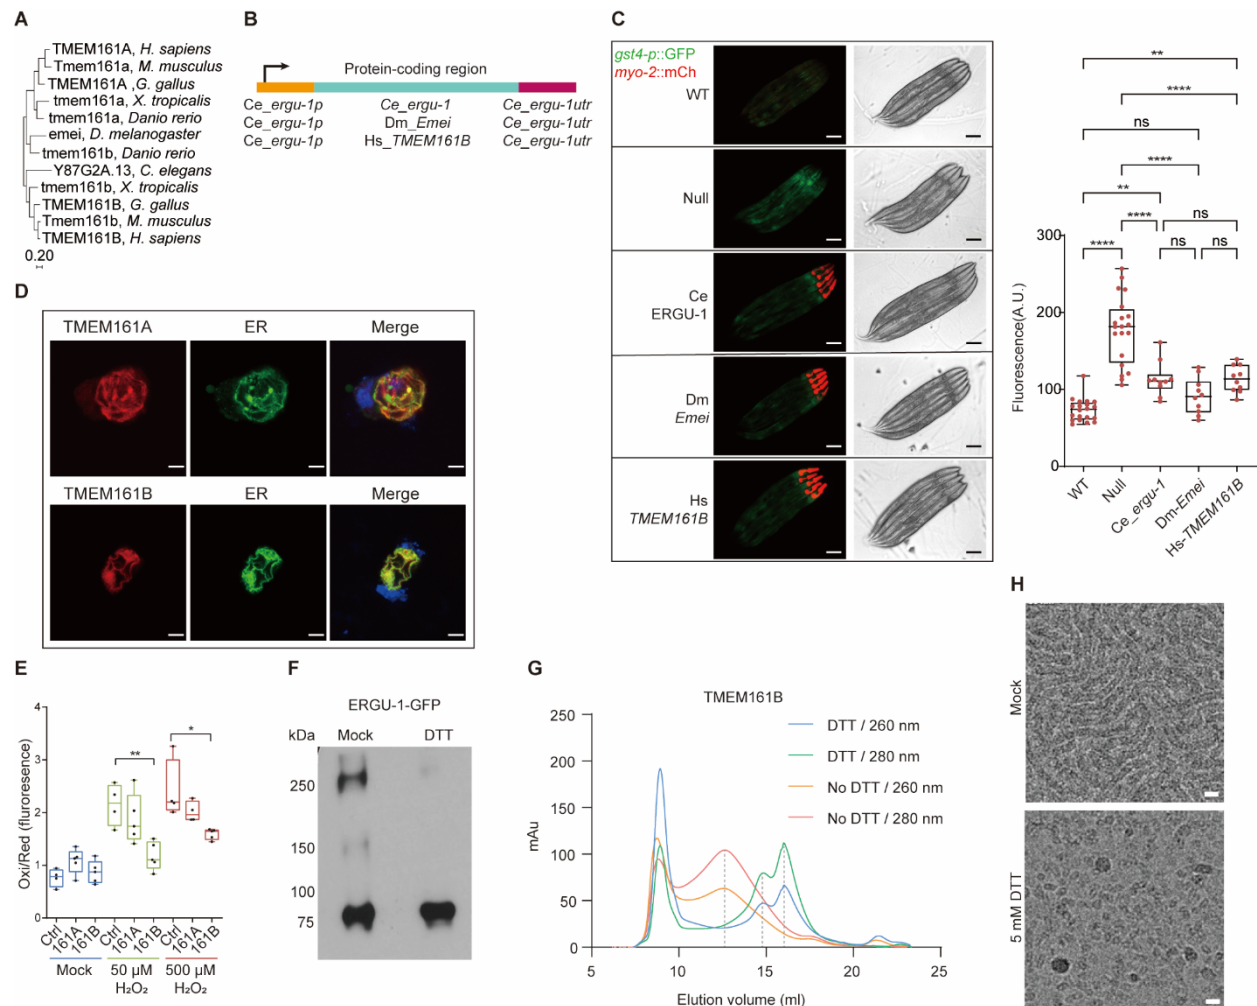 A
TMEM161A, H. sapiens
Tmem161a, M. musculus
TMEM161A, G. gallus
tmem161a, X. tropicalis
tmem161a, Danio rerio
emei, D. melanogaster
tmem161b, Danio rerio
Y87G2A.13, C. elegans
tmem161b, X. tropicalis
TMEM161B, G. gallus
Tmem161b, M. musculus
TMEM161B, H. sapiens
0.20
B
Protein-coding region
Ce_ergu-1p Ce_ergu-1 Ce_ergu-1utr
Ce_ergu-1p Dm_Emei Ce_ergu-1utr
Ce_ergu-1p Hs_TMEM161B Ce_ergu-1utr
C
gst4-p::GFP
myo-2::mCh
WT
Null
Ce
ERGU-1
Dm
Emei
Hs
TMEM161B
**
****
ns
****
**
**** ns
**** ns ns
Fluorescence(A.U.)
300
200
100
0
WT
Null
Ce_ergu-1
Dm-Emei
Hs-TMEM161B
D
TMEM161A ER Merge
TMEM161B ER Merge
E
Oxi/Red (fluroresence)
4
3
2
1
0
**
*
Ctrl 161A 161B Ctrl 161A 161B Ctrl 161A 161B
Mock 50 µM H₂O₂ 500 µM H₂O₂
F
ERGU-1-GFP
kDa Mock DTT
250
150
100
75
G
TMEM161B
mAu
250
200
150
100
50
0
5 10 15 20 25
Elution volume (ml)
DTT / 260 nm
DTT / 280 nm
No DTT / 260 nm
No DTT / 280 nm
H
Mock
5 mM DTT